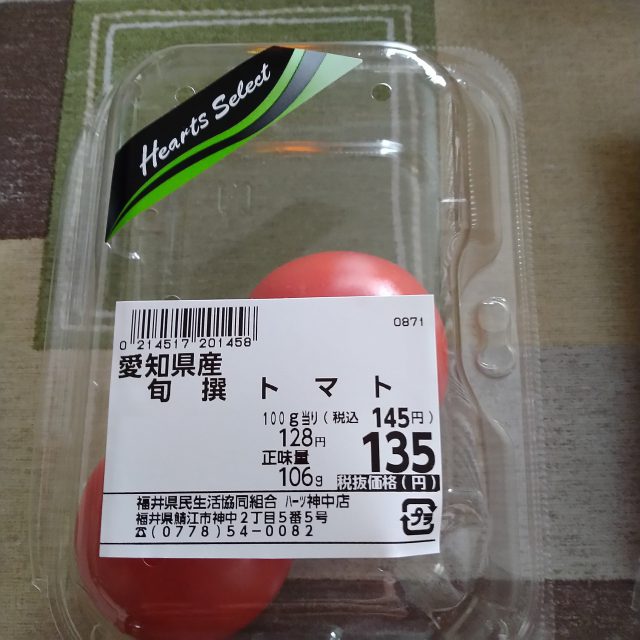 Hearts Select
0871
0 214517 201458
愛知県産
旬 撰 ト マ ト
100g当り(税込 145円)
128円 135
正味量
106g 税抜価格(円)
福井県民生活協同組合 ハーツ神中店
福井県鯖江市神中2丁目5番5号
☎(0778)54-0082
プラ